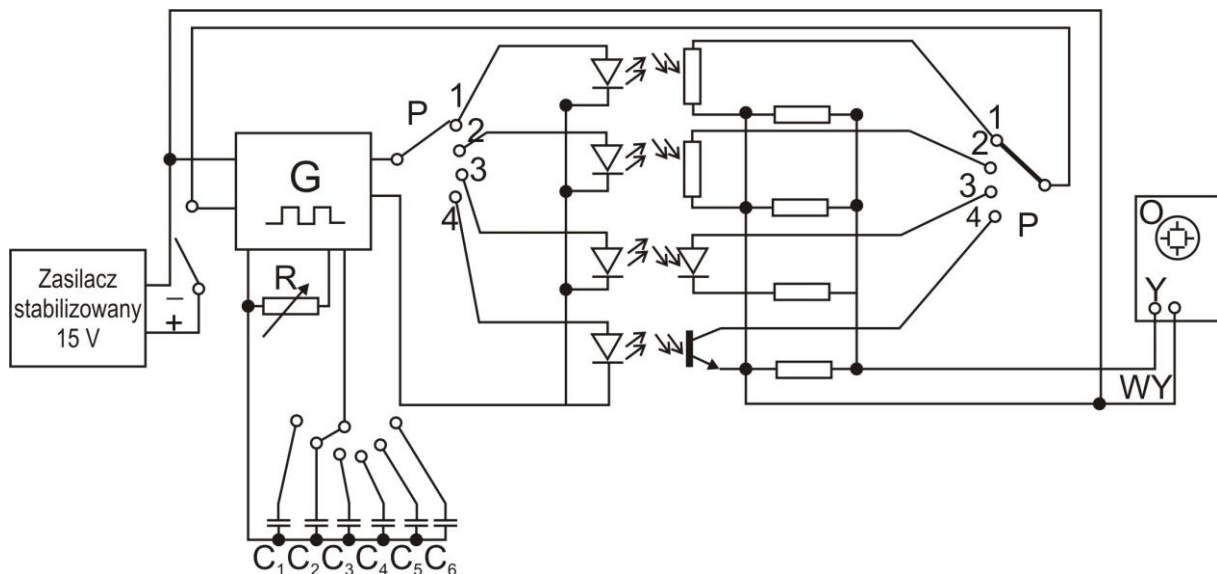 P
1
2
3
4
G
R
Zasilacz
stabilizowany
15 V
–
+
C1 C2 C3 C4 C5 C6
1
2
3
4
P
O
Y
WY